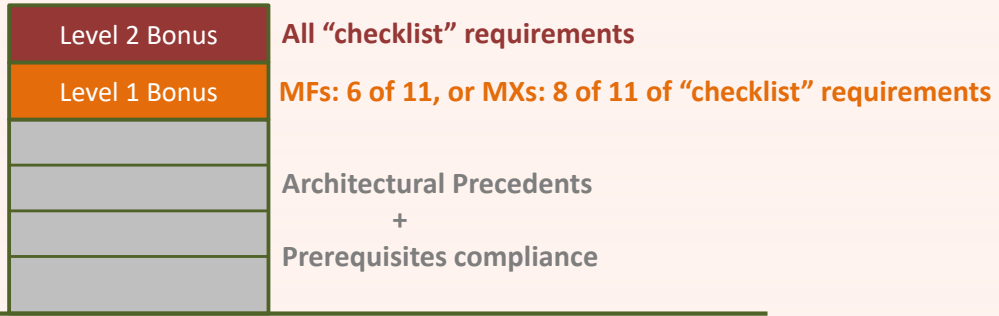 Level 2 Bonus
All “checklist” requirements
Level 1 Bonus
MFs: 6 of 11, or MXs: 8 of 11 of “checklist” requirements
Architectural Precedents
+
Prerequisites compliance